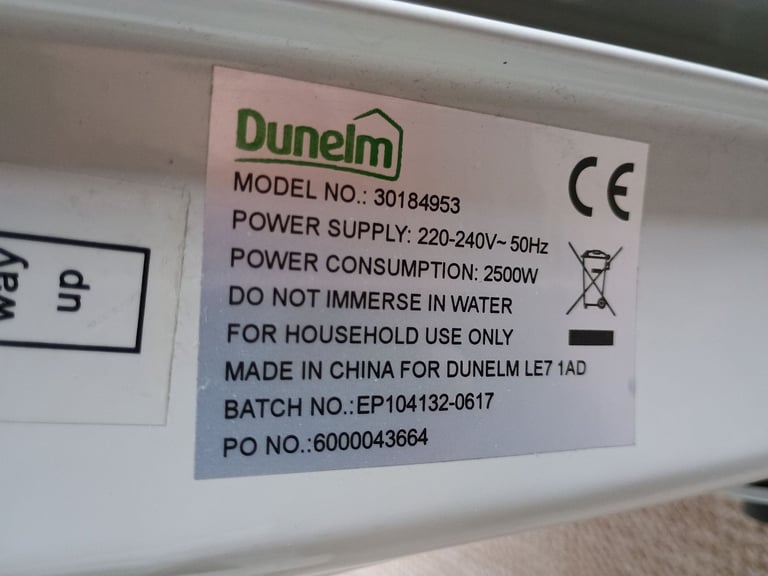 way
up
Dunelm
CE
MODEL NO.: 30184953
POWER SUPPLY: 220-240V~ 50Hz
POWER CONSUMPTION: 2500W
DO NOT IMMERSE IN WATER
FOR HOUSEHOLD USE ONLY
MADE IN CHINA FOR DUNELM LE7 1AD
BATCH NO.:EP104132-0617
PO NO.:6000043664